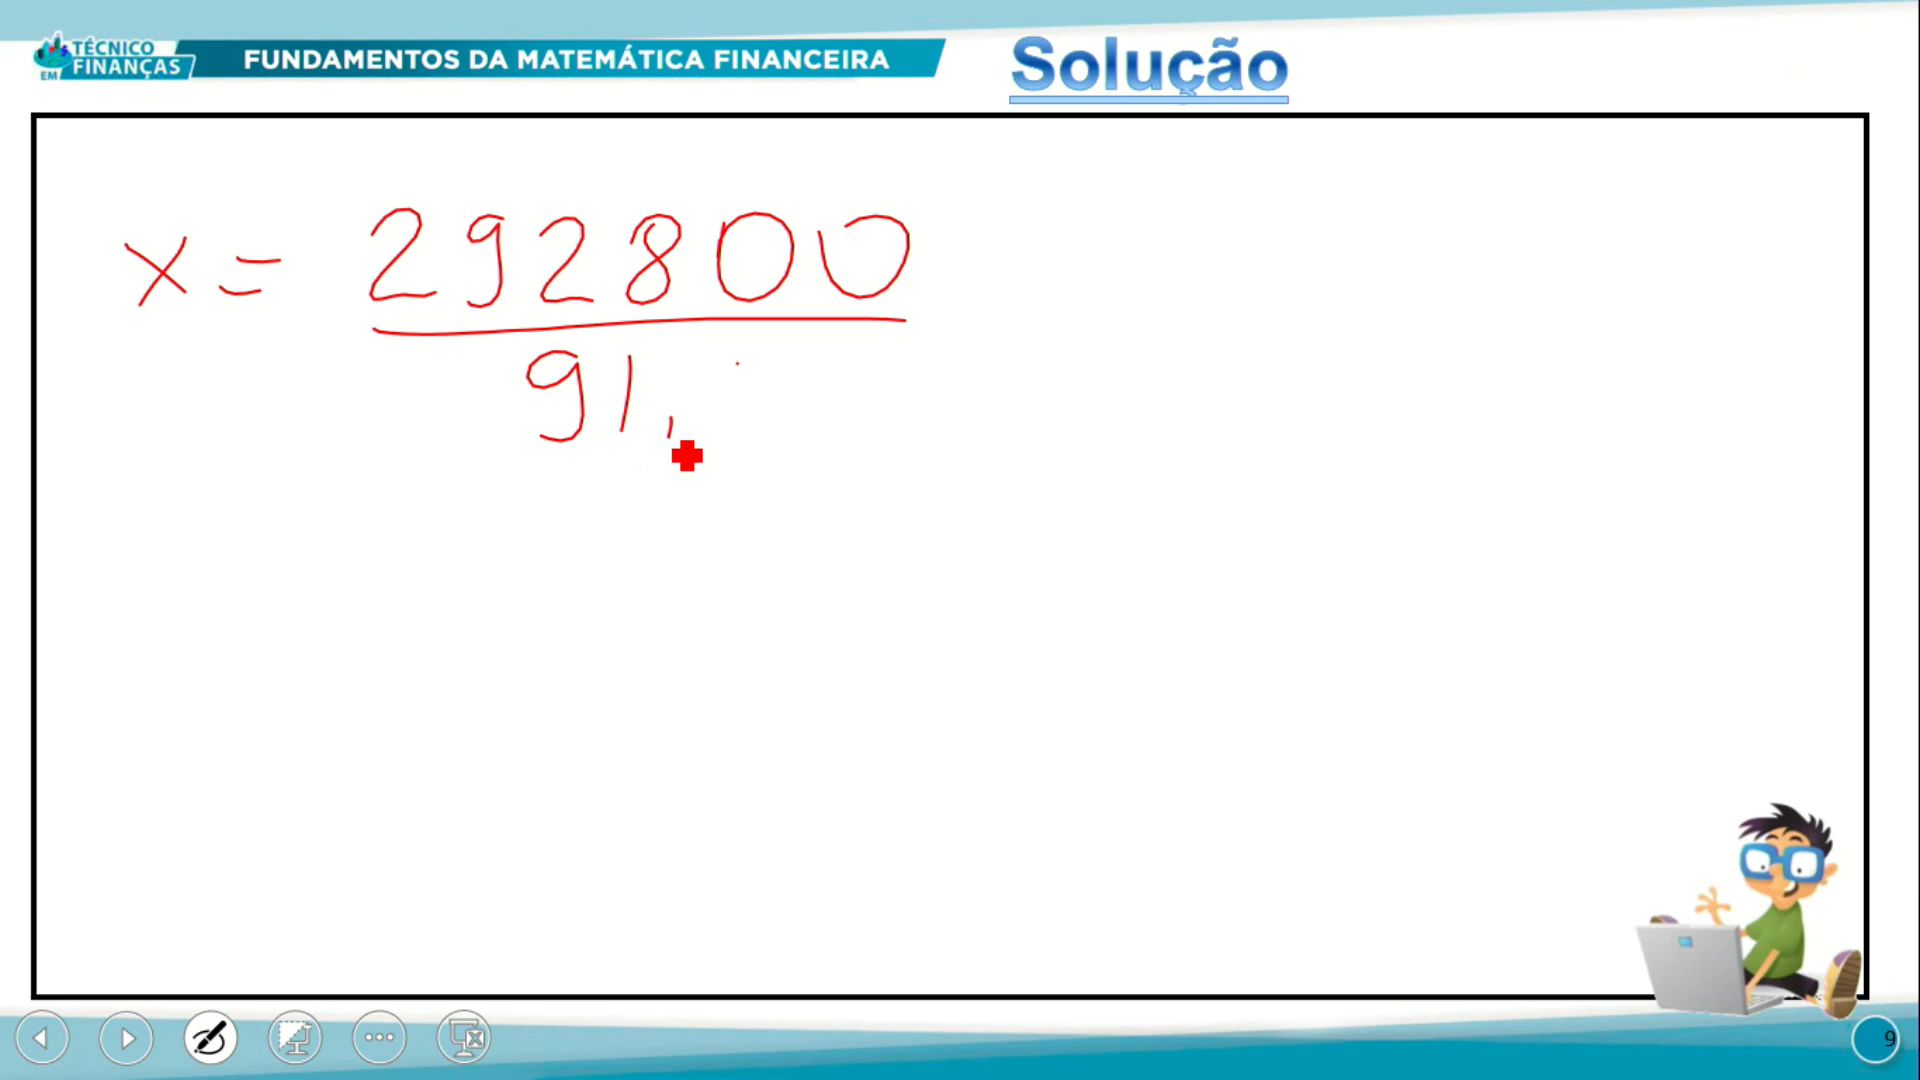 TÉCNICO
EM FINANÇAS
FUNDAMENTOS DA MATEMÁTICA FINANCEIRA
Solução
x = 292800
91,
9